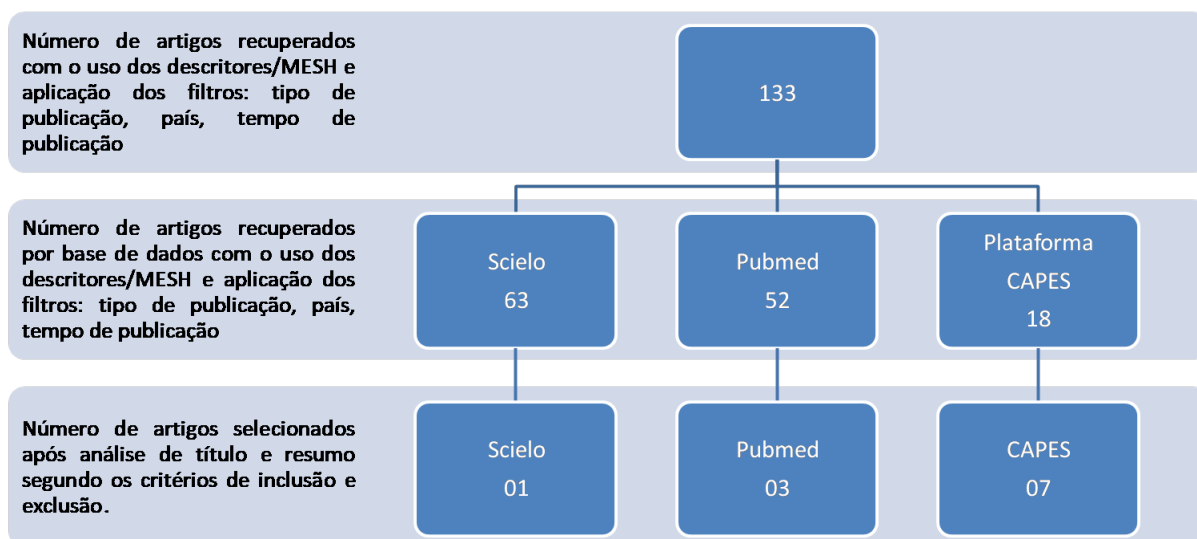 Número de artigos recuperados
com o uso dos descritores/MESH e
aplicação dos filtros: tipo de
publicação, país, tempo de
publicação
133
Número de artigos recuperados
por base de dados com o uso dos
descritores/MESH e aplicação dos
filtros: tipo de publicação, país,
tempo de publicação
Scielo
63
Pubmed
52
Plataforma
CAPES
18
Número de artigos selecionados
após análise de título e resumo
segundo os critérios de inclusão e
exclusão.
Scielo
01
Pubmed
03
CAPES
07